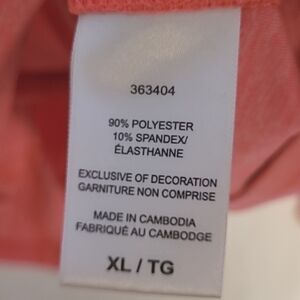 363404
90% POLYESTER
10% SPANDEX/
ÉLASTHANNE
EXCLUSIVE OF DECORATION
GARNITURE NON COMPRISE
MADE IN CAMBODIA
FABRIQUÉ AU CAMBODGE
XL / TG